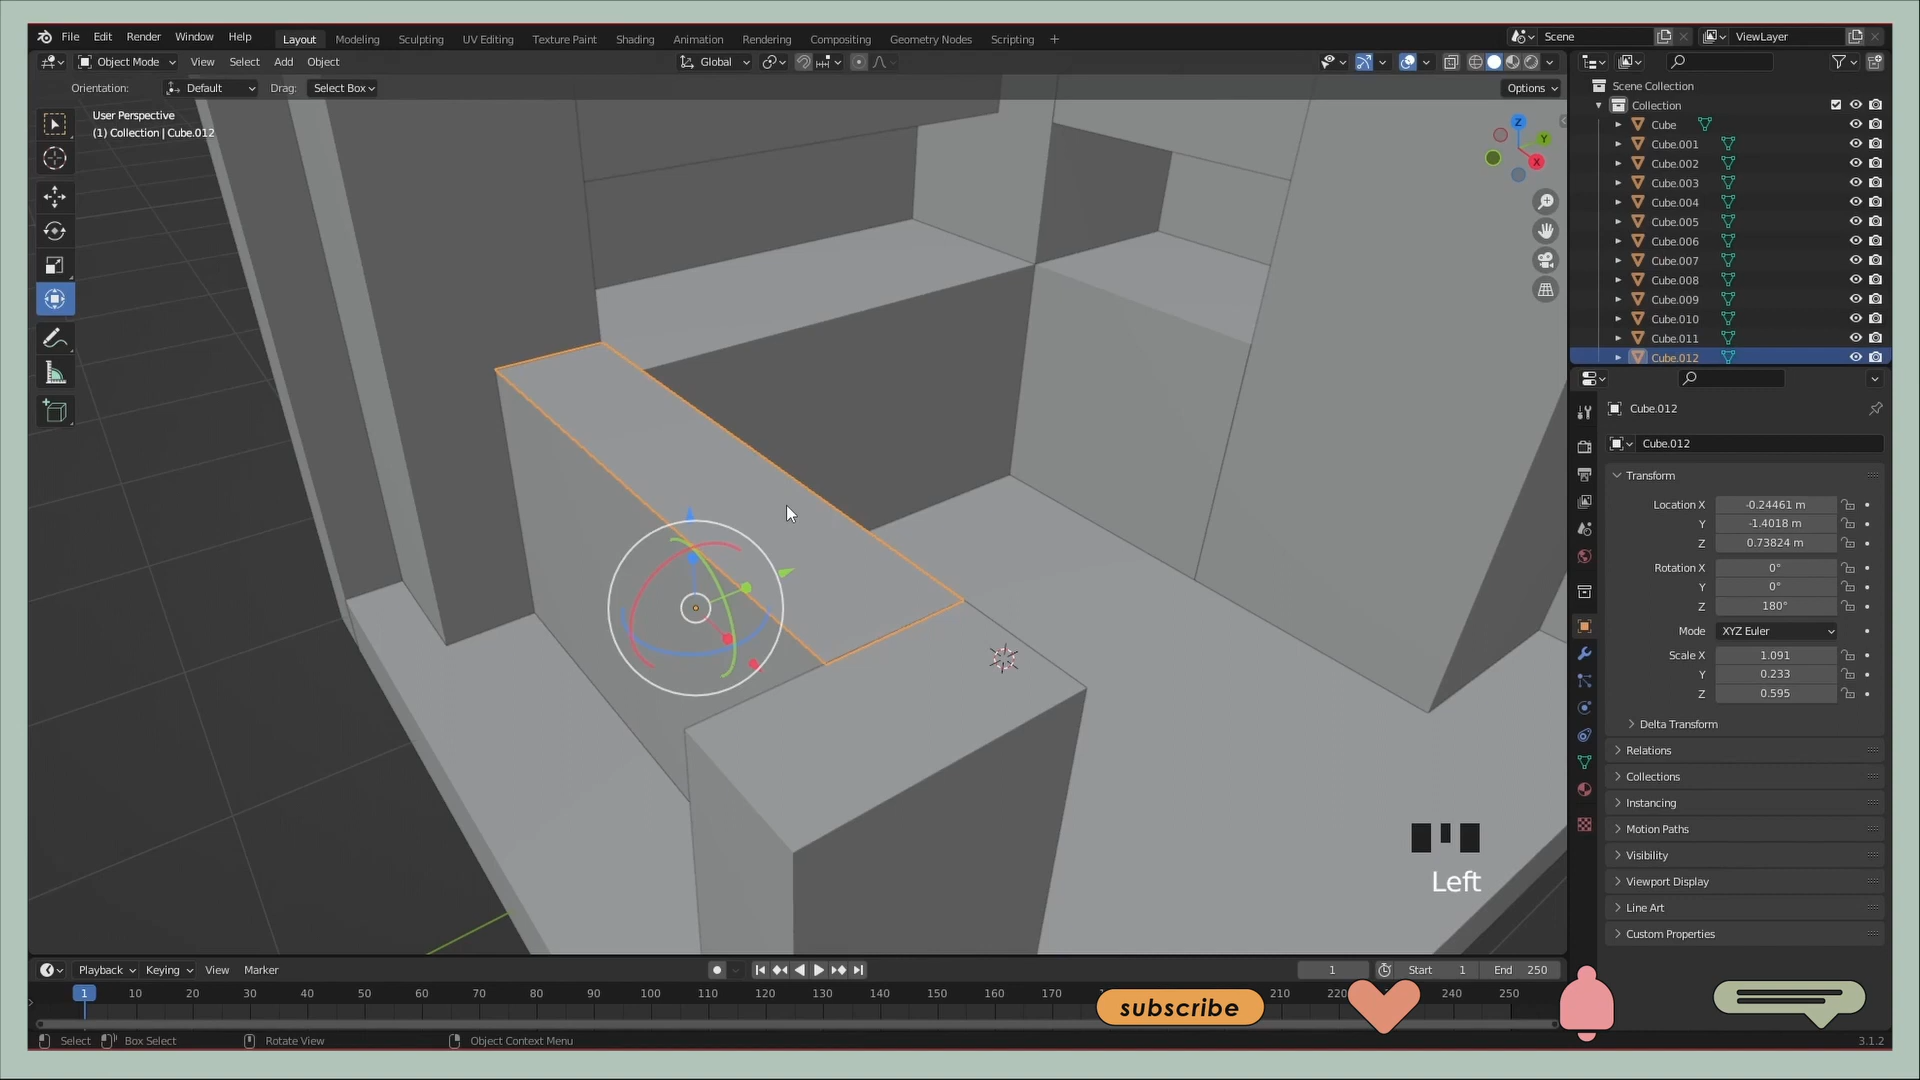 File Edit Render Window Help Layout Modeling Sculpting UV Editing Texture Paint Shading Animation Rendering Compositing Geometry Nodes Scripting + Scene ViewLayer
Object Mode View Select Add Object Global
Orientation: Default Drag: Select Box Options
User Perspective
(1) Collection | Cube.012
Z
Y
X
Scene Collection
Collection
Cube
Cube.001
Cube.002
Cube.003
Cube.004
Cube.005
Cube.006
Cube.007
Cube.008
Cube.009
Cube.010
Cube.011
Cube.012
Cube.012
Cube.012
Transform
Location X -0.24461 m
Y -1.4018 m
Z 0.73824 m
Rotation X 0°
Y 0°
Z 180°
Mode XYZ Euler
Scale X 1.091
Y 0.233
Z 0.595
Delta Transform
Relations
Collections
Instancing
Motion Paths
Visibility
Viewport Display
Line Art
Custom Properties
Left
Playback Keying View Marker 1 Start 1 End 250
1 10 20 30 40 50 60 70 80 90 100 110 120 130 140 150 160 170 210 220 240 250
subscribe
Select Box Select Rotate View Object Context Menu 3.1.2